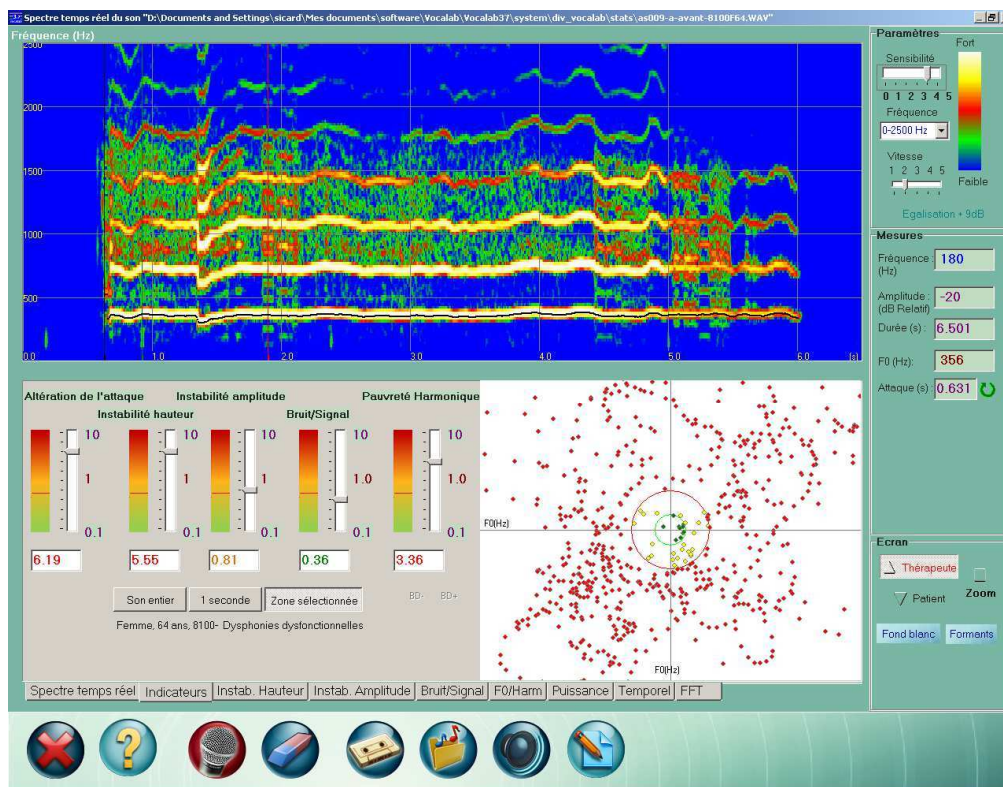 Spectre temps réel du son "D:\Documents and Settings\sicard\Mes documents\software\Vocalab\Vocalab37\system\div_vocalab\stats\as009-a-avant-8100F64.WAV"
Fréquence (Hz)
2500
2000
1500
1000
500
0.0 1.0 2.0 3.0 4.0 5.0 6.0 (s)
Paramètres
Fort
Sensibilité
0 1 2 3 4 5
Fréquence
0-2500 Hz
Vitesse
1 2 3 4 5
Faible
Egalisation + 9dB
Mesures
Fréquence : (Hz) 180
Amplitude : (dB Relatif) -20
Durée (s) : 6.501
F0 (Hz): 356
Attaque (s) : 0.631
Altération de l'attaque Instabilité amplitude Pauvreté Harmonique
Instabilité hauteur Bruit/Signal
10 10 10 10 10
1 1 1 1.0 1.0
0.1 0.1 0.1 0.1 0.1
6.19 5.55 0.81 0.36 3.36
Son entier 1 seconde Zone sélectionnée BD- BD+
Femme, 64 ans, 8100- Dysphonies dysfonctionnelles
F0(Hz)
F0(Hz)
Ecran
Thérapeute
Patient
Zoom
Fond blanc Formants
Spectre temps réel Indicateurs Instab. Hauteur Instab. Amplitude Bruit/Signal F0/Harm Puissance Temporel FFT